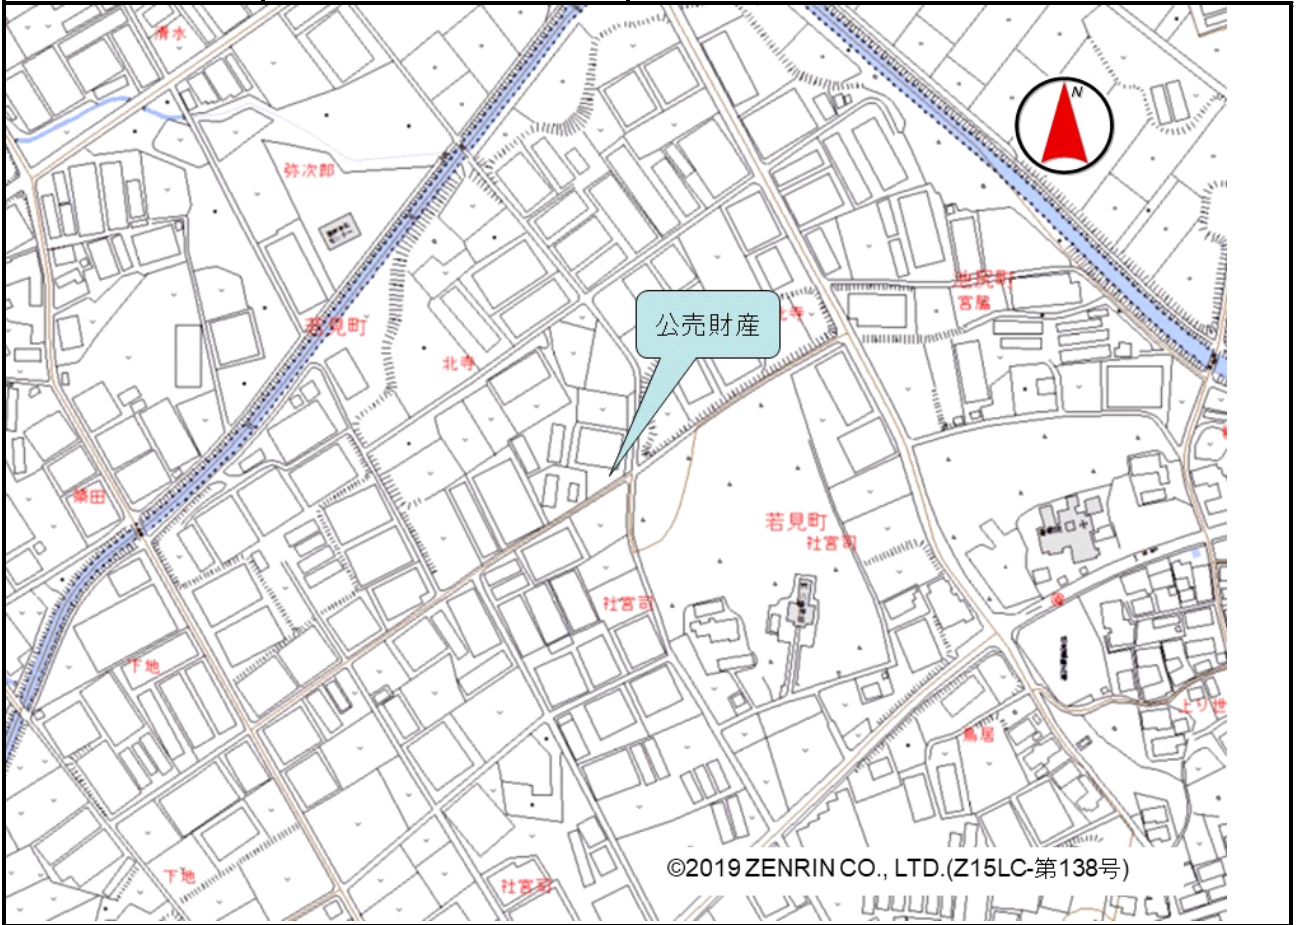 清水
N
弥次郎
池尻町
宮脇
公売財産
北寺
若見町
北寺
築田
若見町
社宮司
社宮司
下地
鳥居
下地
社宮司
©2019 ZENRIN CO., LTD.(Z15LC-第138号)